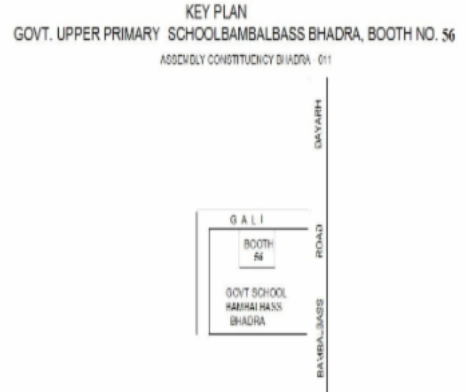 KEY PLAN
GOVT. UPPER PRIMARY SCHOOLBAMBALBASS BHADRA, BOOTH NO. 56
ASSEMBLY CONSTITUENCY BHADRA - 011
DAYARH
GALI
BOOTH
56
ROAD
GOVT SCHOOL
BAMBALBASS
BHADRA
BAMBALBASS